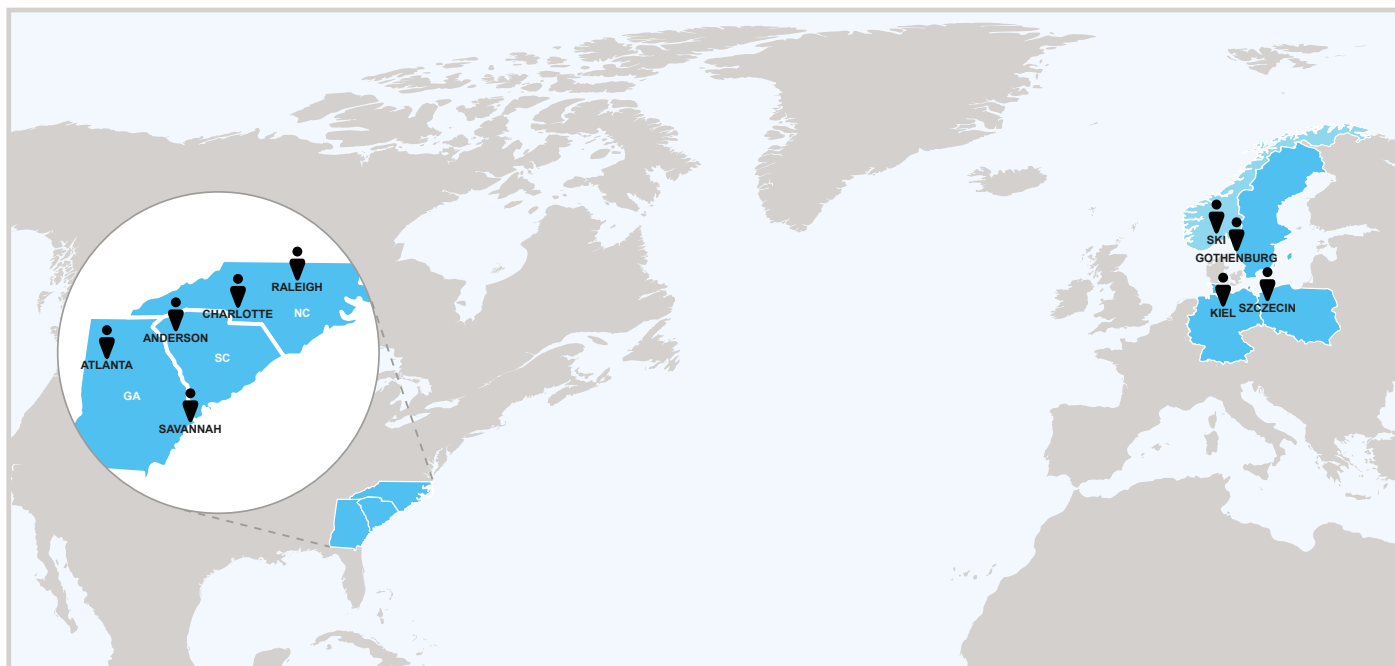 RALEIGH
CHARLOTTE
NC
ANDERSON
SC
ATLANTA
GA
SAVANNAH
SKI
GOTHENBURG
KIEL
SZCZECIN